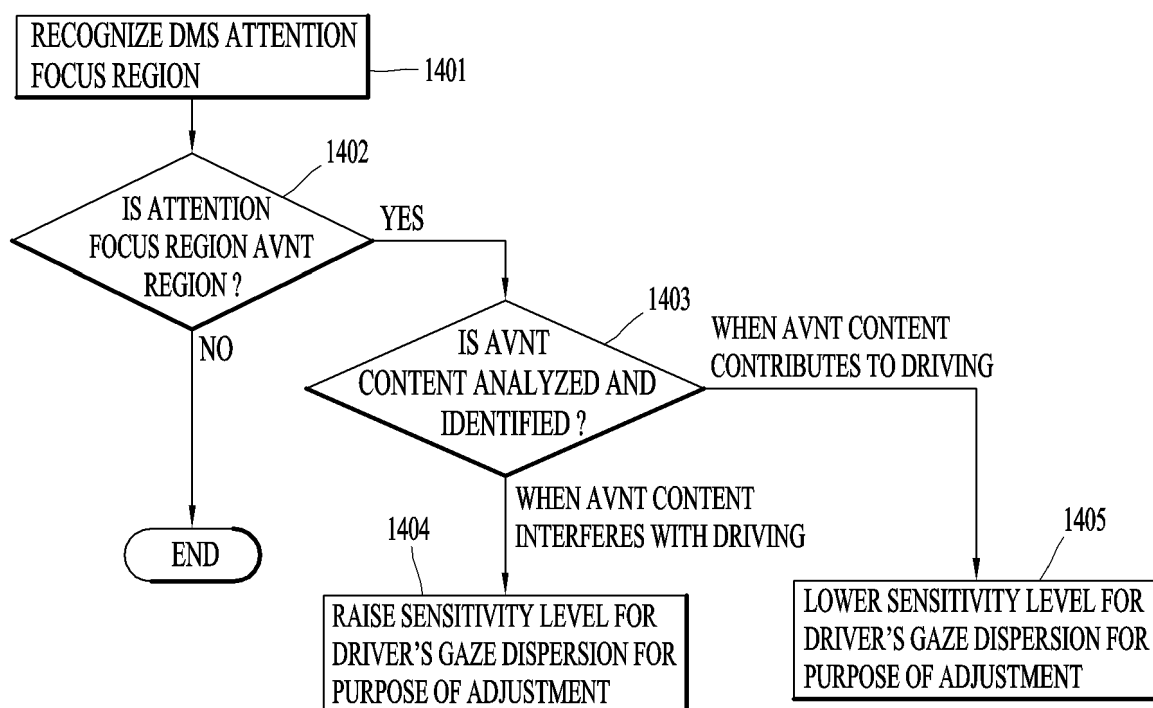 RECOGNIZE DMS ATTENTION
FOCUS REGION
1401
1402
IS ATTENTION
FOCUS REGION AVNT
REGION ?
YES
NO
END
1403
IS AVNT
CONTENT ANALYZED AND
IDENTIFIED ?
WHEN AVNT CONTENT
CONTRIBUTES TO DRIVING
WHEN AVNT CONTENT
INTERFERES WITH DRIVING
1404
RAISE SENSITIVITY LEVEL FOR
DRIVER'S GAZE DISPERSION FOR
PURPOSE OF ADJUSTMENT
1405
LOWER SENSITIVITY LEVEL FOR
DRIVER'S GAZE DISPERSION FOR
PURPOSE OF ADJUSTMENT